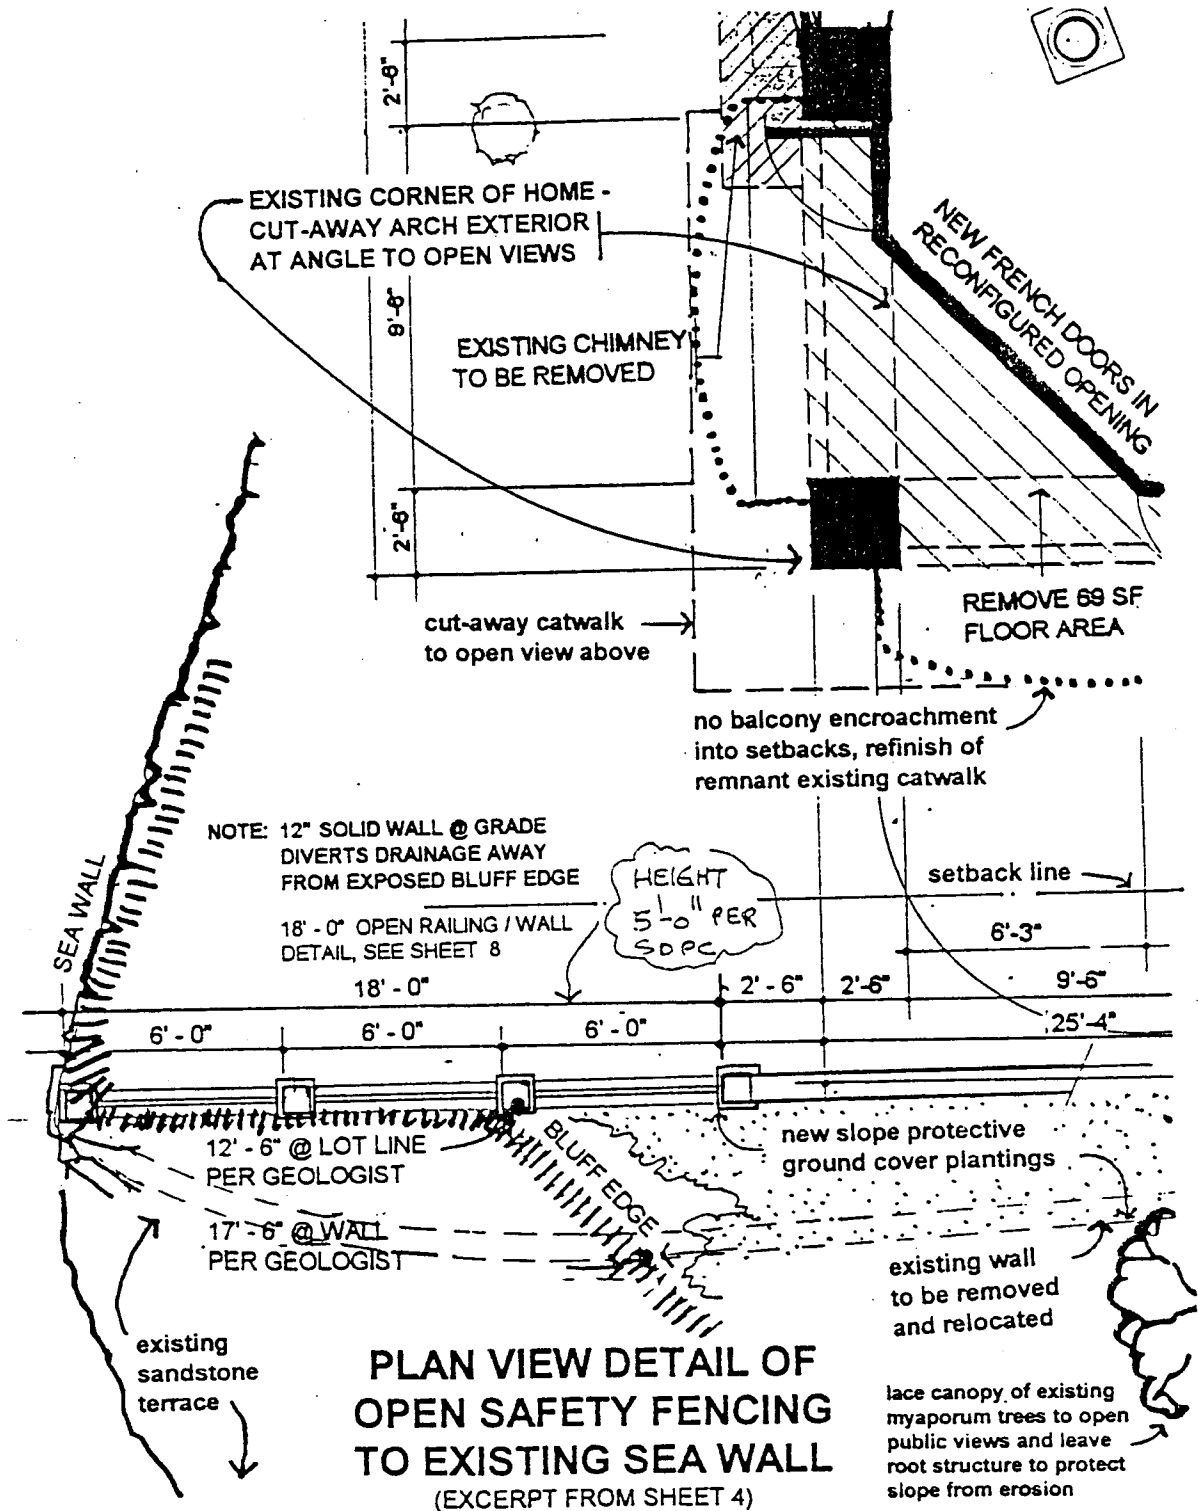 2'-6"
EXISTING CORNER OF HOME -
CUT-AWAY ARCH EXTERIOR
AT ANGLE TO OPEN VIEWS
NEW FRENCH DOORS IN
RECONFIGURED OPENING
9'-6"
EXISTING CHIMNEY
TO BE REMOVED
2'-6"
REMOVE 69 SF
FLOOR AREA
cut-away catwalk
to open view above
no balcony encroachment
into setbacks, refinish of
remnant existing catwalk
NOTE: 12" SOLID WALL @ GRADE
DIVERTS DRAINAGE AWAY
FROM EXPOSED BLUFF EDGE
18' - 0" OPEN RAILING / WALL
DETAIL, SEE SHEET 8
HEIGHT
5'-0" PER
SDPC
setback line
6'-3"
SEA WALL
18' - 0"
2' - 6"
2'-6"
9'-6"
6' - 0"
6' - 0"
6' - 0"
25'-4"
12' - 6" @ LOT LINE
PER GEOLOGIST
BLUFF EDGE
new slope protective
ground cover plantings
17' - 6" @ WALL
PER GEOLOGIST
existing wall
to be removed
and relocated
existing
sandstone
terrace
PLAN VIEW DETAIL OF
OPEN SAFETY FENCING
TO EXISTING SEA WALL
(EXCERPT FROM SHEET 4)
lace canopy of existing
myaporum trees to open
public views and leave
root structure to protect
slope from erosion